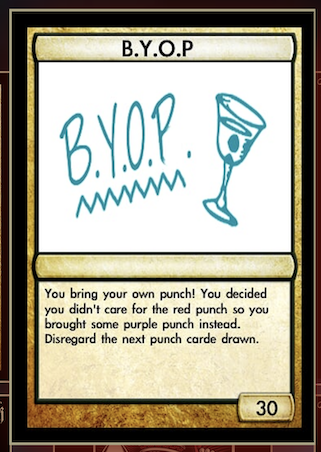 B.Y.O.P
B.Y.O.P.
You bring your own punch! You decided
you didn't care for the red punch so you
brought some purple punch instead.
Disregard the next punch carde drawn.
30